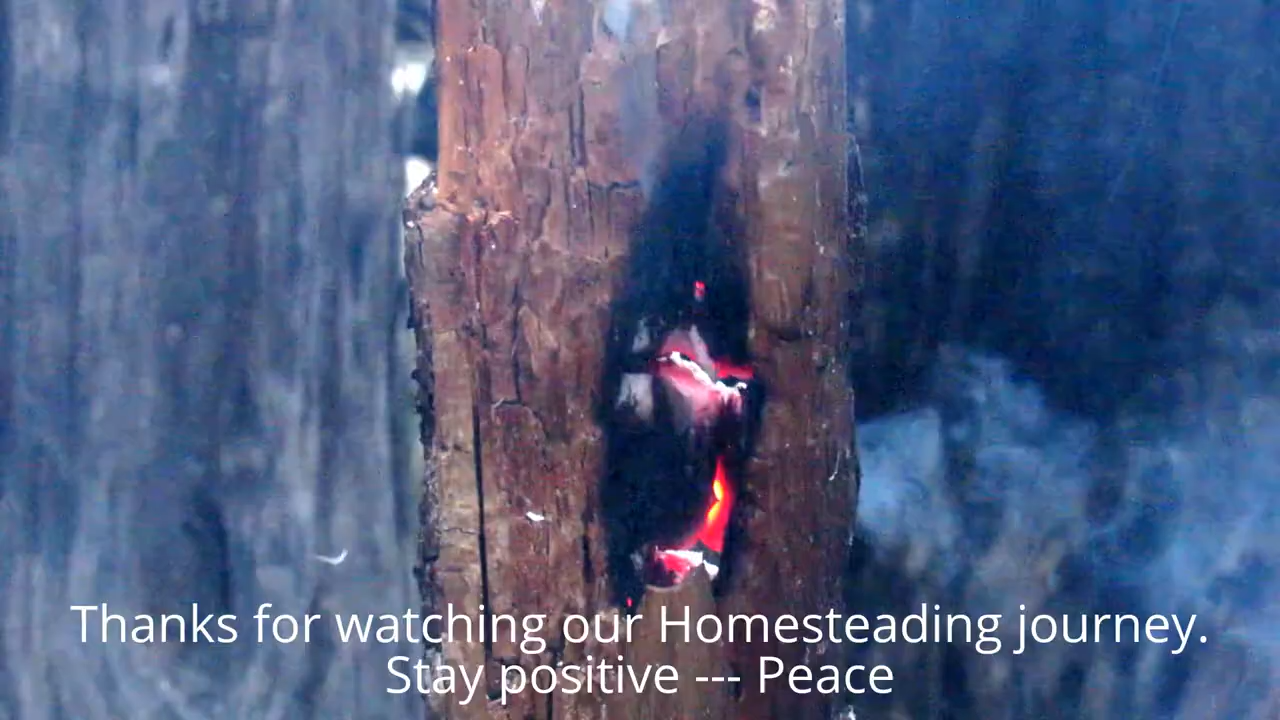 Thanks for watching our Homesteading journey.
Stay positive --- Peace